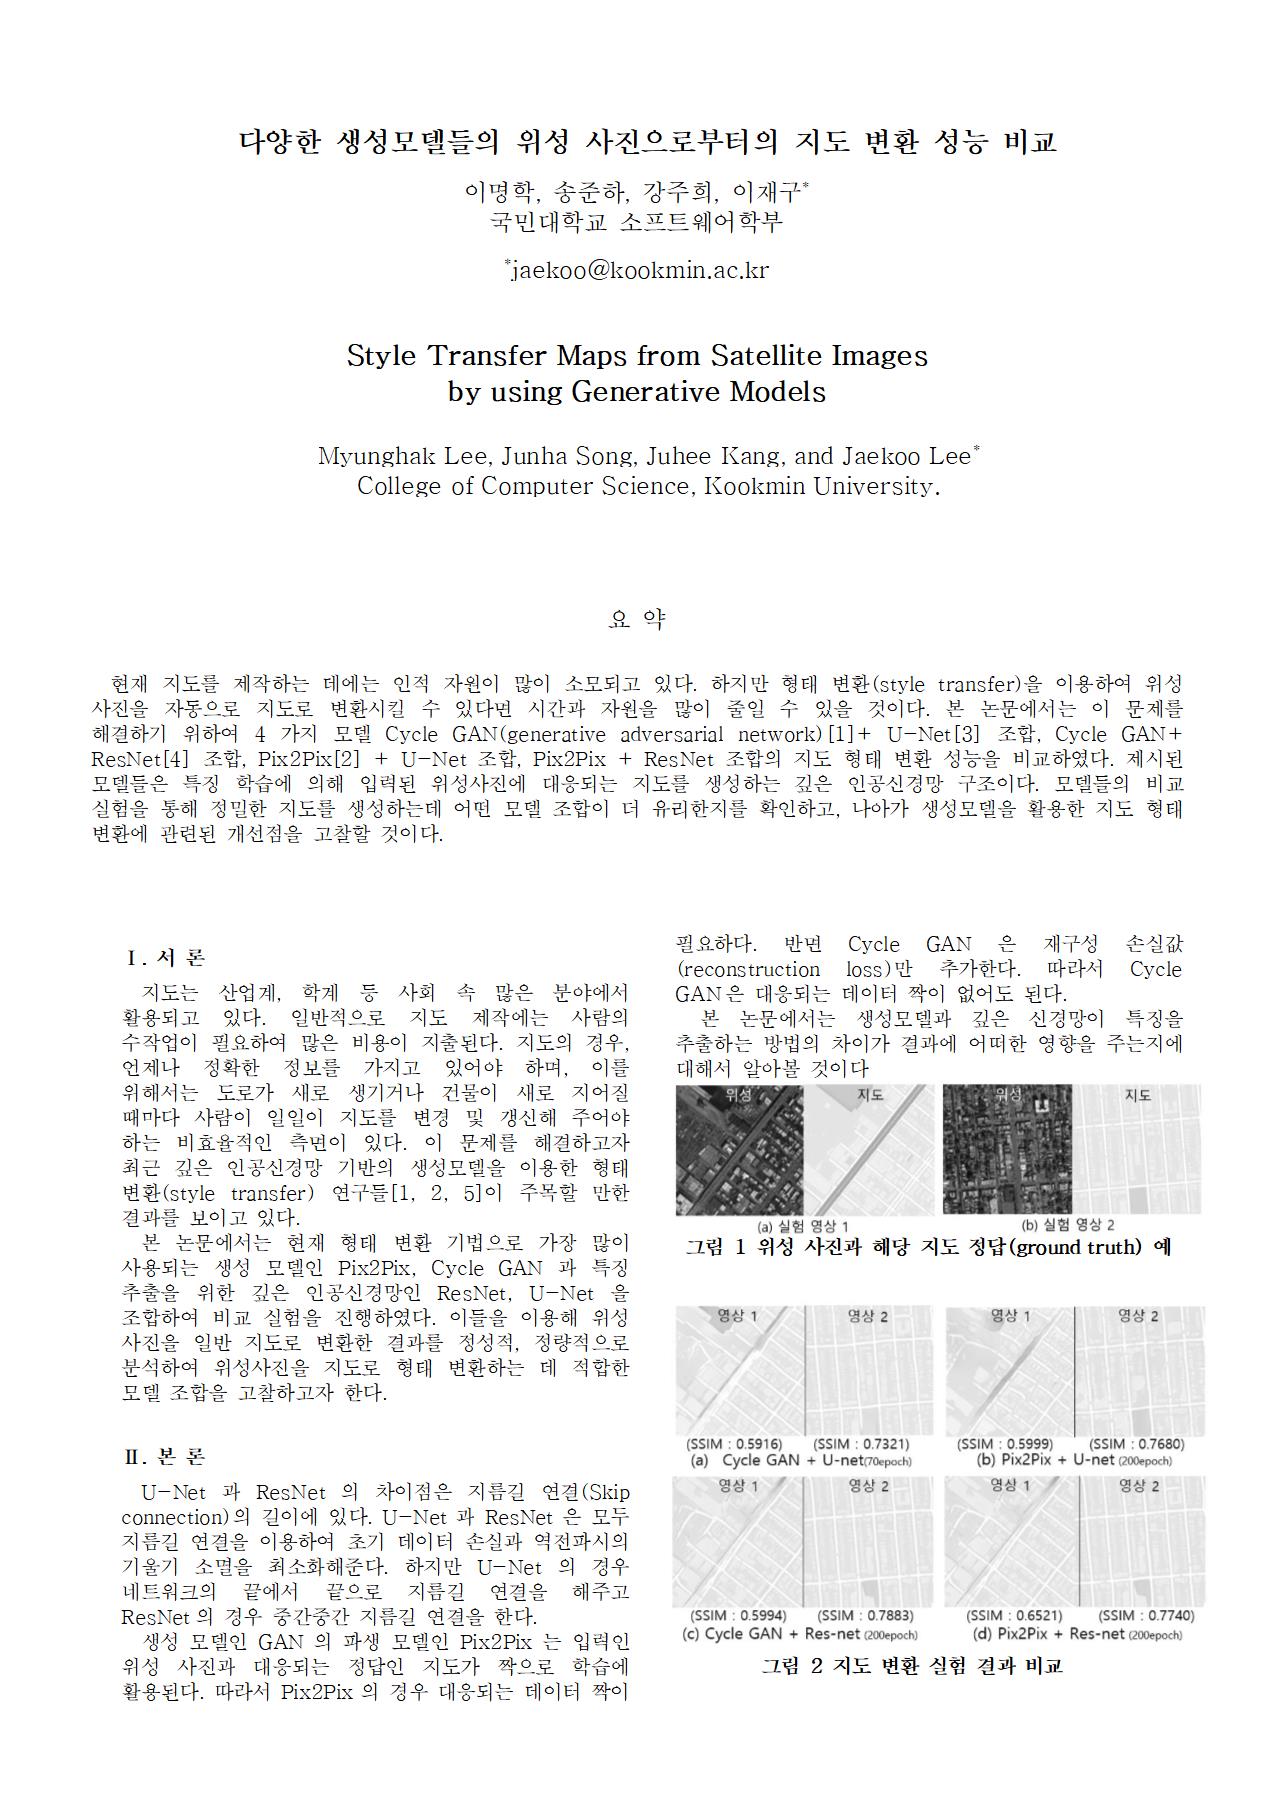 다양한 생성모델들의 위성 사진으로부터의 지도 변환 성능 비교
이명학, 송준하, 강주희, 이재구*
국민대학교 소프트웨어학부
*jaekoo@kookmin.ac.kr
Style Transfer Maps from Satellite Images
by using Generative Models
Myunghak Lee, Junha Song, Juhee Kang, and Jaekoo Lee*
College of Computer Science, Kookmin University.
요 약
현재 지도를 제작하는 데에는 인적 자원이 많이 소모되고 있다. 하지만 형태 변환(style transfer)을 이용하여 위성
사진을 자동으로 지도로 변환시킬 수 있다면 시간과 자원을 많이 줄일 수 있을 것이다. 본 논문에서는 이 문제를
해결하기 위하여 4 가지 모델 Cycle GAN(generative adversarial network)[1]+ U-Net[3] 조합, Cycle GAN+
ResNet[4] 조합, Pix2Pix[2] + U-Net 조합, Pix2Pix + ResNet 조합의 지도 형태 변환 성능을 비교하였다. 제시된
모델들은 특징 학습에 의해 입력된 위성사진에 대응되는 지도를 생성하는 깊은 인공신경망 구조이다. 모델들의 비교
실험을 통해 정밀한 지도를 생성하는데 어떤 모델 조합이 더 유리한지를 확인하고, 나아가 생성모델을 활용한 지도 형태
변환에 관련된 개선점을 고찰할 것이다.
Ⅰ. 서 론
지도는 산업계, 학계 등 사회 속 많은 분야에서
활용되고 있다. 일반적으로 지도 제작에는 사람의
수작업이 필요하여 많은 비용이 지출된다. 지도의 경우,
언제나 정확한 정보를 가지고 있어야 하며, 이를
위해서는 도로가 새로 생기거나 건물이 새로 지어질
때마다 사람이 일일이 지도를 변경 및 갱신해 주어야
하는 비효율적인 측면이 있다. 이 문제를 해결하고자
최근 깊은 인공신경망 기반의 생성모델을 이용한 형태
변환(style transfer) 연구들[1, 2, 5]이 주목할 만한
결과를 보이고 있다.
본 논문에서는 현재 형태 변환 기법으로 가장 많이
사용되는 생성 모델인 Pix2Pix, Cycle GAN 과 특징
추출을 위한 깊은 인공신경망인 ResNet, U-Net 을
조합하여 비교 실험을 진행하였다. 이들을 이용해 위성
사진을 일반 지도로 변환한 결과를 정성적, 정량적으로
분석하여 위성사진을 지도로 형태 변환하는 데 적합한
모델 조합을 고찰하고자 한다.
Ⅱ. 본 론
U-Net 과 ResNet 의 차이점은 지름길 연결(Skip
connection)의 길이에 있다. U-Net 과 ResNet 은 모두
지름길 연결을 이용하여 초기 데이터 손실과 역전파시의
기울기 소멸을 최소화해준다. 하지만 U-Net 의 경우
네트워크의 끝에서 끝으로 지름길 연결을 해주고
ResNet 의 경우 중간중간 지름길 연결을 한다.
생성 모델인 GAN 의 파생 모델인 Pix2Pix 는 입력인
위성 사진과 대응되는 정답인 지도가 짝으로 학습에
활용된다. 따라서 Pix2Pix 의 경우 대응되는 데이터 짝이
필요하다. 반면 Cycle GAN 은 재구성 손실값
(reconstruction loss)만 추가한다. 따라서 Cycle
GAN은 대응되는 데이터 짝이 없어도 된다.
본 논문에서는 생성모델과 깊은 신경망이 특징을
추출하는 방법의 차이가 결과에 어떠한 영향을 주는지에
대해서 알아볼 것이다
위성 지도 위성 지도
(a) 실험 영상 1 (b) 실험 영상 2
그림 1 위성 사진과 해당 지도 정답(ground truth) 예
영상 1 영상 2 영상 1 영상 2
(SSIM : 0.5916) (SSIM : 0.7321) (SSIM : 0.5999) (SSIM : 0.7680)
(a) Cycle GAN + U-net(70epoch) (b) Pix2Pix + U-net (200epoch)
영상 1 영상 2 영상 1 영상 2
(SSIM : 0.5994) (SSIM : 0.7883) (SSIM : 0.6521) (SSIM : 0.7740)
(c) Cycle GAN + Res-net (200epoch) (d) Pix2Pix + Res-net (200epoch)
그림 2 지도 변환 실험 결과 비교